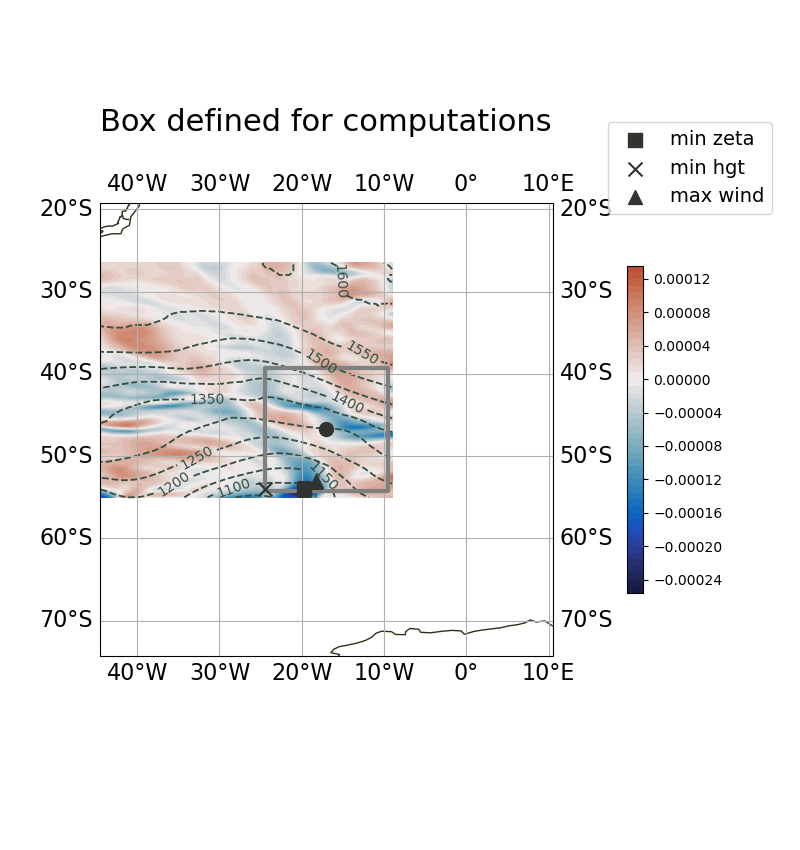 Box defined for computations
min zeta
min hgt
max wind
40°W 30°W 20°W 10°W 0° 10°E
20°S 20°S
30°S 30°S
40°S 40°S
50°S 50°S
60°S 60°S
70°S 70°S
40°W 30°W 20°W 10°W 0° 10°E
1600
1550
1500
1400
1350
1250
1200
1150
1100
0.00012
0.00008
0.00004
0.00000
−0.00004
−0.00008
−0.00012
−0.00016
−0.00020
−0.00024